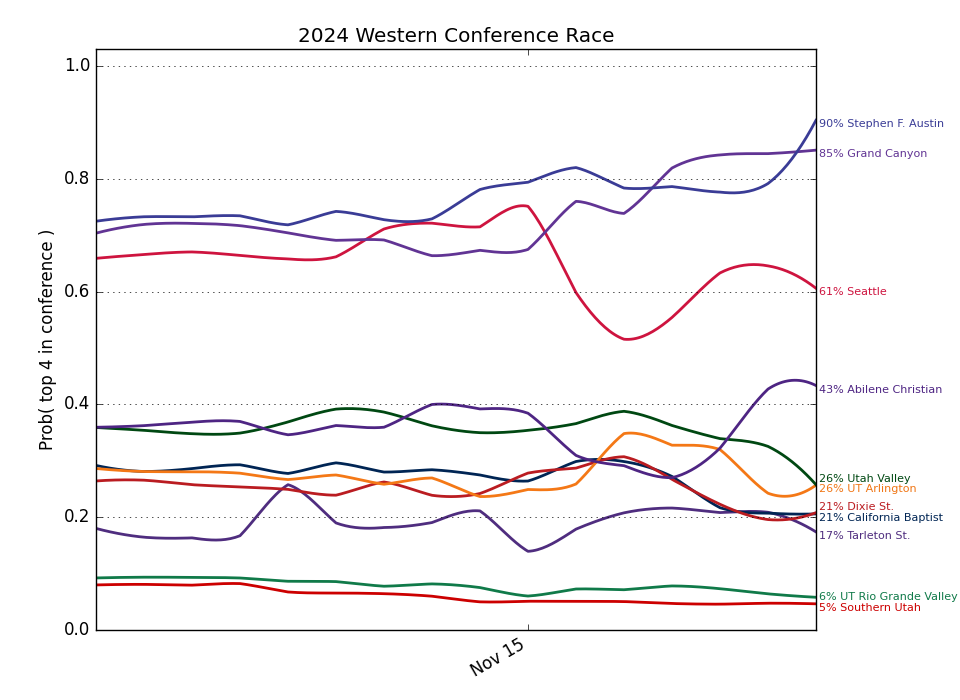 2024 Western Conference Race
Prob( top 4 in conference )
1.0
0.8
0.6
0.4
0.2
0.0
Nov 15
90% Stephen F. Austin
85% Grand Canyon
61% Seattle
43% Abilene Christian
26% Utah Valley
26% UT Arlington
21% Dixie St.
21% California Baptist
17% Tarleton St.
6% UT Rio Grande Valley
5% Southern Utah